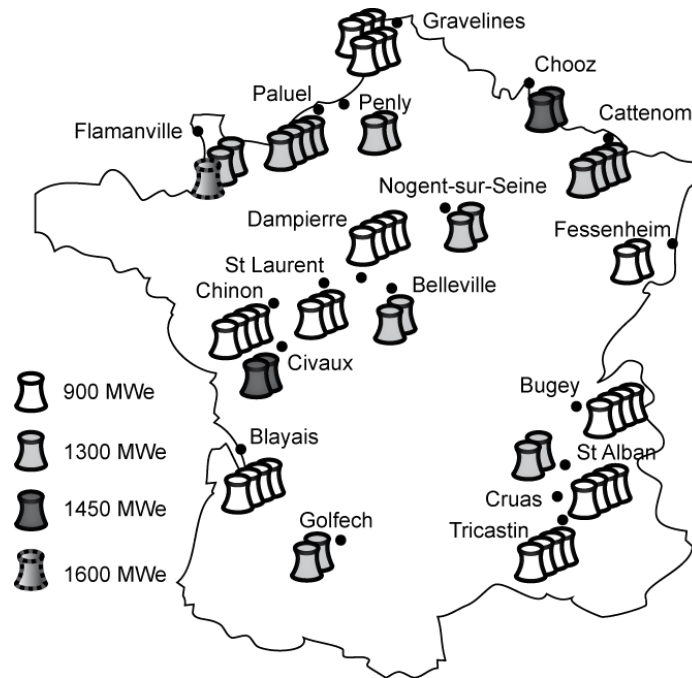 Gravelines
Chooz
Paluel
Penly
Flamanville
Cattenom
Nogent-sur-Seine
Dampierre
Fessenheim
St Laurent
Chinon
Belleville
Civaux
900 MWe
Bugey
1300 MWe
Blayais
St Alban
Cruas
1450 MWe
Golfech
Tricastin
1600 MWe